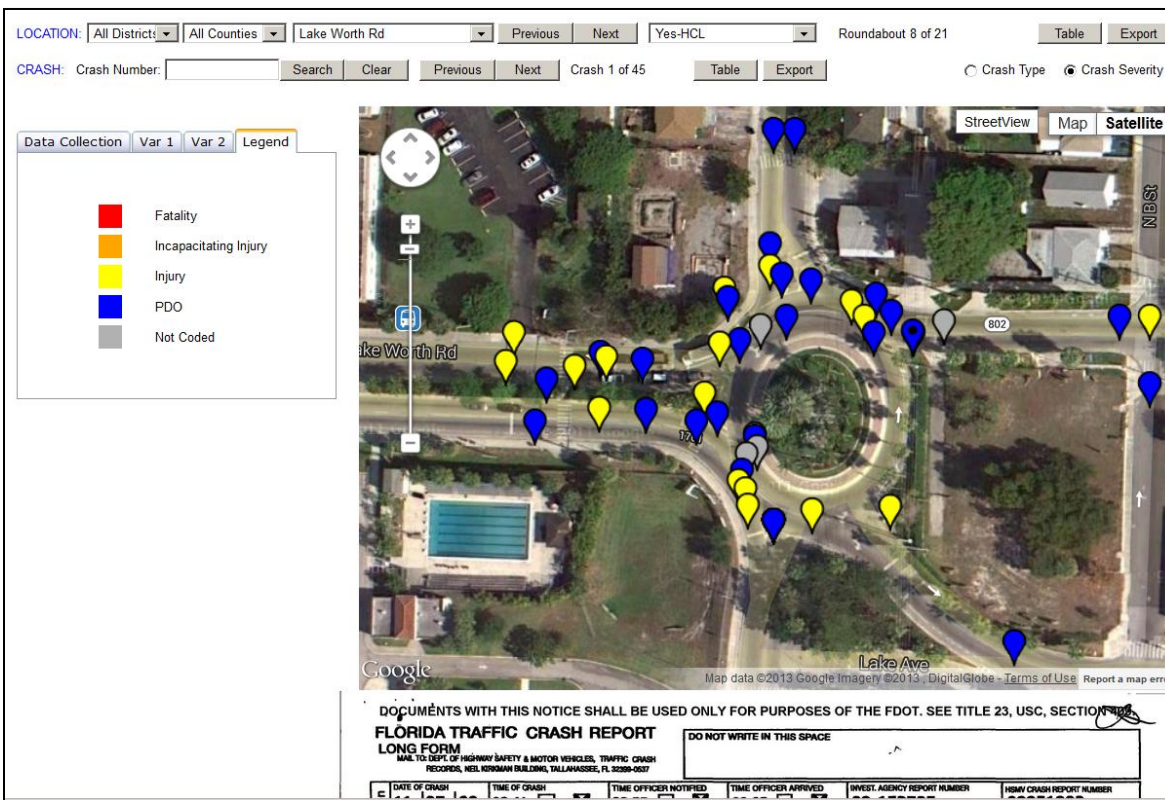 LOCATION: All Districts All Counties Lake Worth Rd Previous Next Yes-HCL Roundabout 8 of 21 Table Export
CRASH: Crash Number: Search Clear Previous Next Crash 1 of 45 Table Export Crash Type Crash Severity
StreetView Map Satellite
Data Collection Var 1 Var 2 Legend
Fatality
Incapacitating Injury
Injury
PDO
Not Coded
N B St
802
ake Worth Rd
Lake Ave
Google
Map data ©2013 Google Imagery ©2013 , DigitalGlobe - Terms of Use Report a map erro
DOCUMENTS WITH THIS NOTICE SHALL BE USED ONLY FOR PURPOSES OF THE FDOT. SEE TITLE 23, USC, SECTION
FLORIDA TRAFFIC CRASH REPORT
DO NOT WRITE IN THIS SPACE
LONG FORM
MAIL TO: DEPT. OF HIGHWAY SAFETY & MOTOR VEHICLES, TRAFFIC CRASH
RECORDS, NEIL KIRKMAN BUILDING, TALLAHASSEE, FL 32399-0537
DATE OF CRASH TIME OF CRASH TIME OFFICER NOTIFIED TIME OFFICER ARRIVED INVEST. AGENCY REPORT NUMBER HSMV CRASH REPORT NUMBER